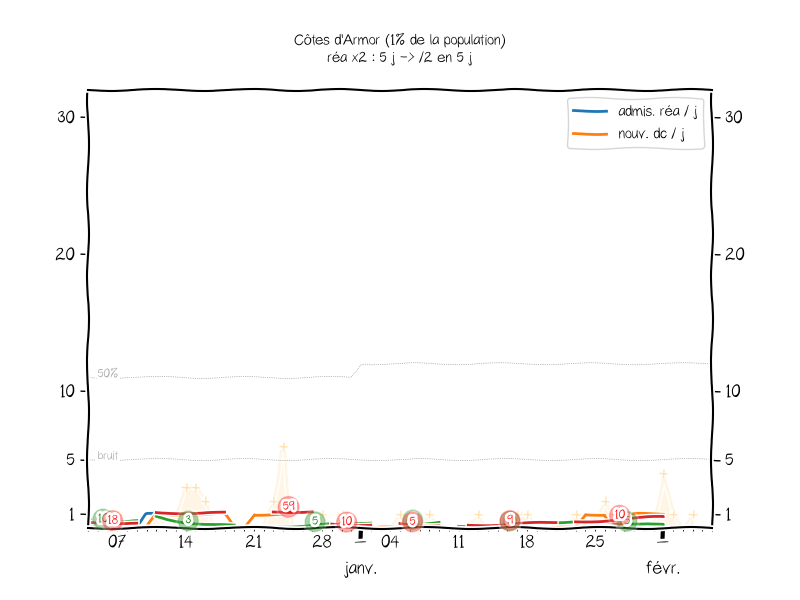 Côtes d'Armor (1% de la population)
réa x2 : 5 j -> /2 en 5 j
admis. réa / j
nouv. dc / j
30 30
20 20
50%
10 10
bruit
5 5
1 1
18 3 59 5 10 5 9 10
07 14 21 28 04 11 18 25
janv. févr.